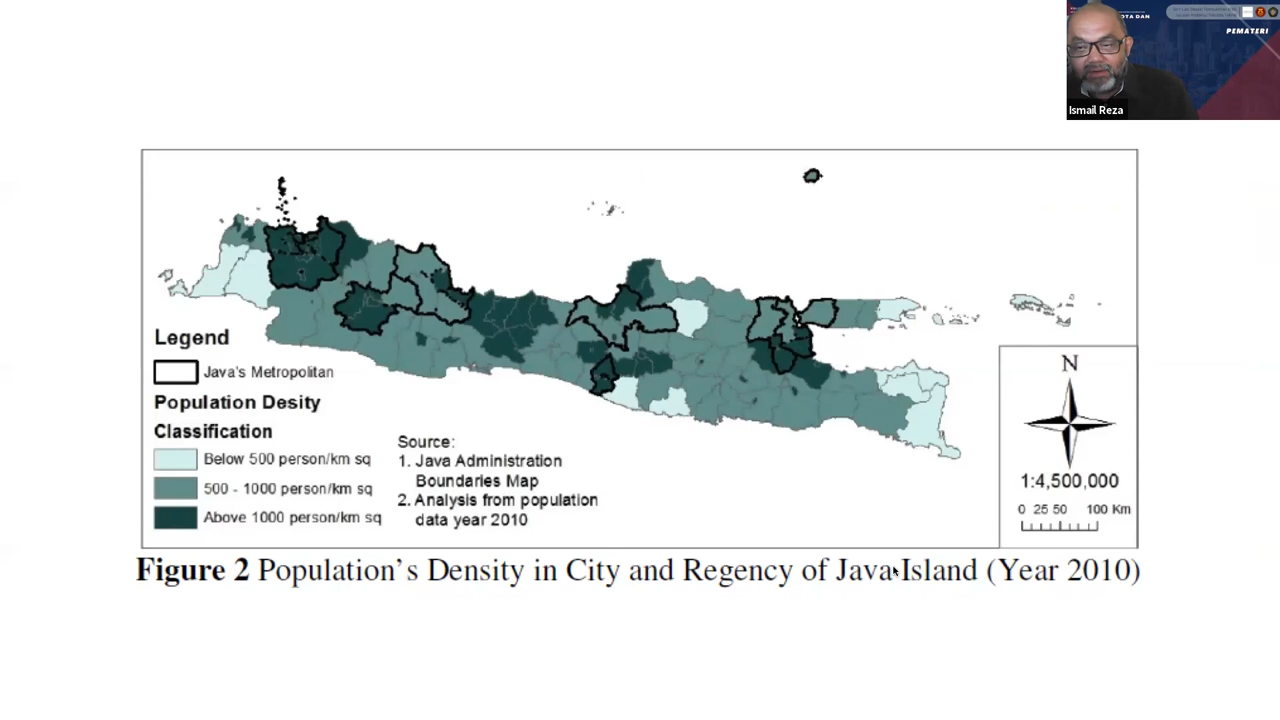 OTA DAN
PEMATERI
Ismail Reza
Legend
Java's Metropolitan
Population Desity
Classification
Below 500 person/km sq
500 - 1000 person/km sq
Above 1000 person/km sq
Source:
1. Java Administration
Boundaries Map
2. Analysis from population
data year 2010
N
1:4,500,000
0 25 50 100 Km
Figure 2 Population's Density in City and Regency of Java Island (Year 2010)